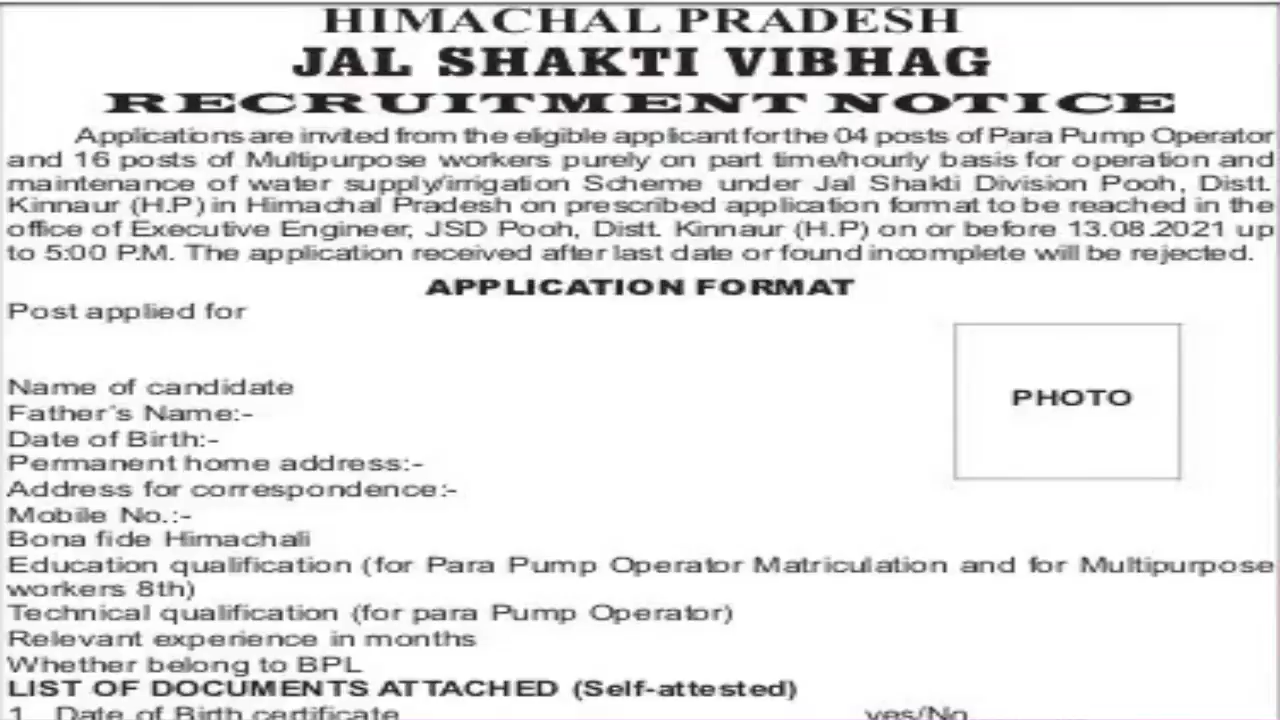 HIMACHAL PRADESH
JAL SHAKTI VIBHAG
RECRUITMENT NOTICE
Applications are invited from the eligible applicant for the 04 posts of Para Pump Operator
and 16 posts of Multipurpose workers purely on part time/hourly basis for operation and
maintenance of water supply/irrigation Scheme under Jal Shakti Division Pooh, Distt.
Kinnaur (H.P) in Himachal Pradesh on prescribed application format to be reached in the
office of Executive Engineer, JSD Pooh, Distt. Kinnaur (H.P) on or before 13.08.2021 up
to 5:00 P.M. The application received after last date or found incomplete will be rejected.
APPLICATION FORMAT
Post applied for
PHOTO
Name of candidate
Father's Name:-
Date of Birth:-
Permanent home address:-
Address for correspondence:-
Mobile No.:-
Bona fide Himachali
Education qualification (for Para Pump Operator Matriculation and for Multipurpose
workers 8th)
Technical qualification (for para Pump Operator)
Relevant experience in months
Whether belong to BPL
LIST OF DOCUMENTS ATTACHED (Self-attested)
1. Date of Birth certificate yes/No